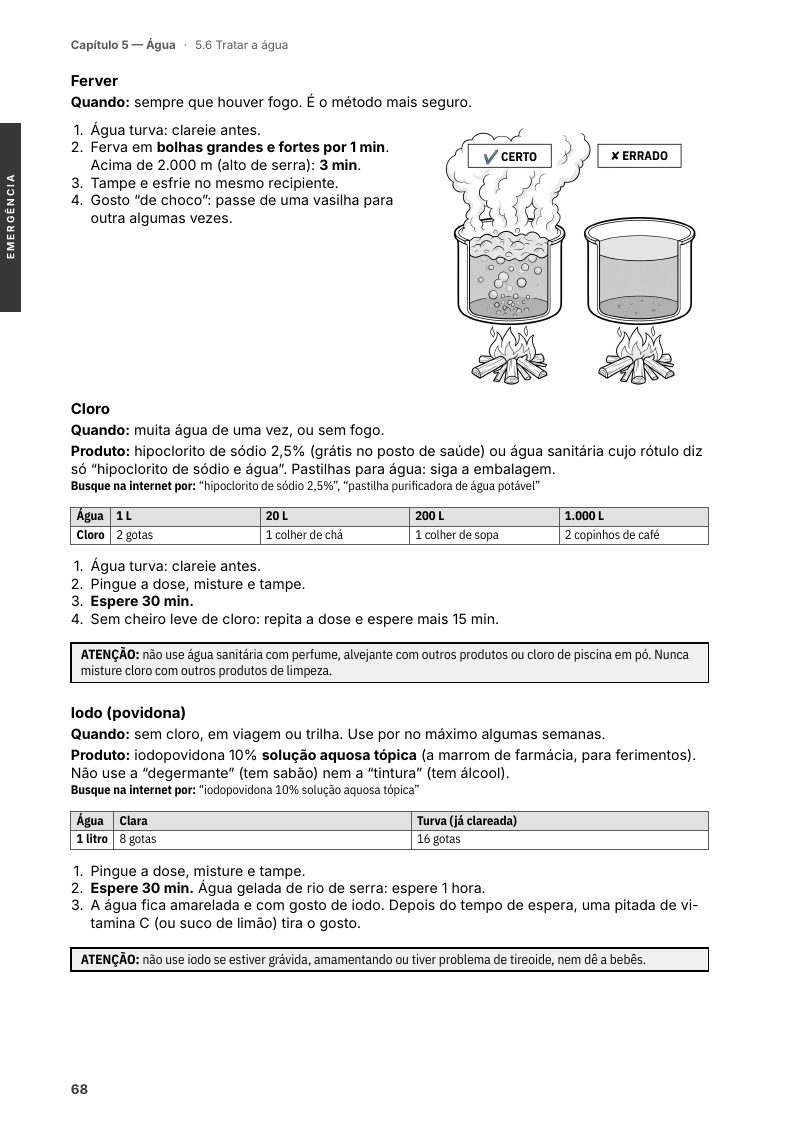 Capítulo 5 — Água · 5.6 Tratar a água
EMERGÊNCIA
Ferver
Quando: sempre que houver fogo. É o método mais seguro.
1. Água turva: clareie antes.
2. Ferva em bolhas grandes e fortes por 1 min.
Acima de 2.000 m (alto de serra): 3 min.
3. Tampe e esfrie no mesmo recipiente.
4. Gosto “de choco”: passe de uma vasilha para
outra algumas vezes.
✔ CERTO
✘ ERRADO
Cloro
Quando: muita água de uma vez, ou sem fogo.
Produto: hipoclorito de sódio 2,5% (grátis no posto de saúde) ou água sanitária cujo rótulo diz
só “hipoclorito de sódio e água”. Pastilhas para água: siga a embalagem.
Busque na internet por: “hipoclorito de sódio 2,5%”, “pastilha purificadora de água potável”
Água 1 L 20 L 200 L 1.000 L
Cloro 2 gotas 1 colher de chá 1 colher de sopa 2 copinhos de café
1. Água turva: clareie antes.
2. Pingue a dose, misture e tampe.
3. Espere 30 min.
4. Sem cheiro leve de cloro: repita a dose e espere mais 15 min.
ATENÇÃO: não use água sanitária com perfume, alvejante com outros produtos ou cloro de piscina em pó. Nunca
misture cloro com outros produtos de limpeza.
Iodo (povidona)
Quando: sem cloro, em viagem ou trilha. Use por no máximo algumas semanas.
Produto: iodopovidona 10% solução aquosa tópica (a marrom de farmácia, para ferimentos).
Não use a “degermante” (tem sabão) nem a “tintura” (tem álcool).
Busque na internet por: “iodopovidona 10% solução aquosa tópica”
Água Clara Turva (já clareada)
1 litro 8 gotas 16 gotas
1. Pingue a dose, misture e tampe.
2. Espere 30 min. Água gelada de rio de serra: espere 1 hora.
3. A água fica amarelada e com gosto de iodo. Depois do tempo de espera, uma pitada de vi-
tamina C (ou suco de limão) tira o gosto.
ATENÇÃO: não use iodo se estiver grávida, amamentando ou tiver problema de tireoide, nem dê a bebês.
68